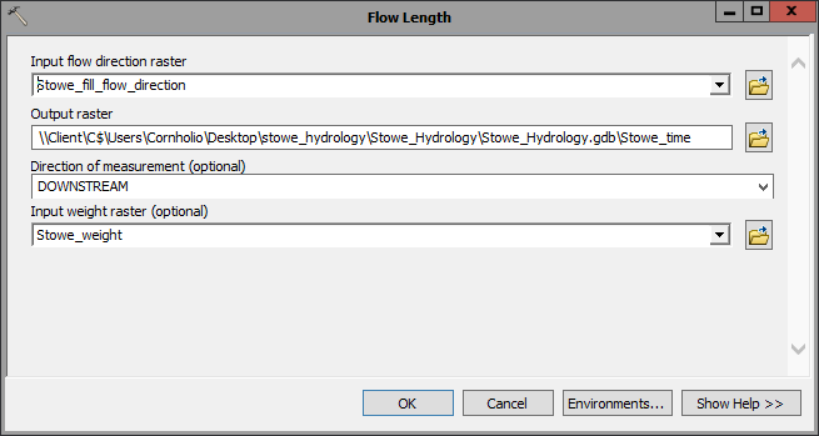 Flow Length
Input flow direction raster
Stowe_fill_flow_direction
Output raster
\\Client\C$\Users\Cornholio\Desktop\stowe_hydrology\Stowe_Hydrology\Stowe_Hydrology.gdb\Stowe_time
Direction of measurement (optional)
DOWNSTREAM
Input weight raster (optional)
Stowe_weight
OK Cancel Environments... Show Help >>